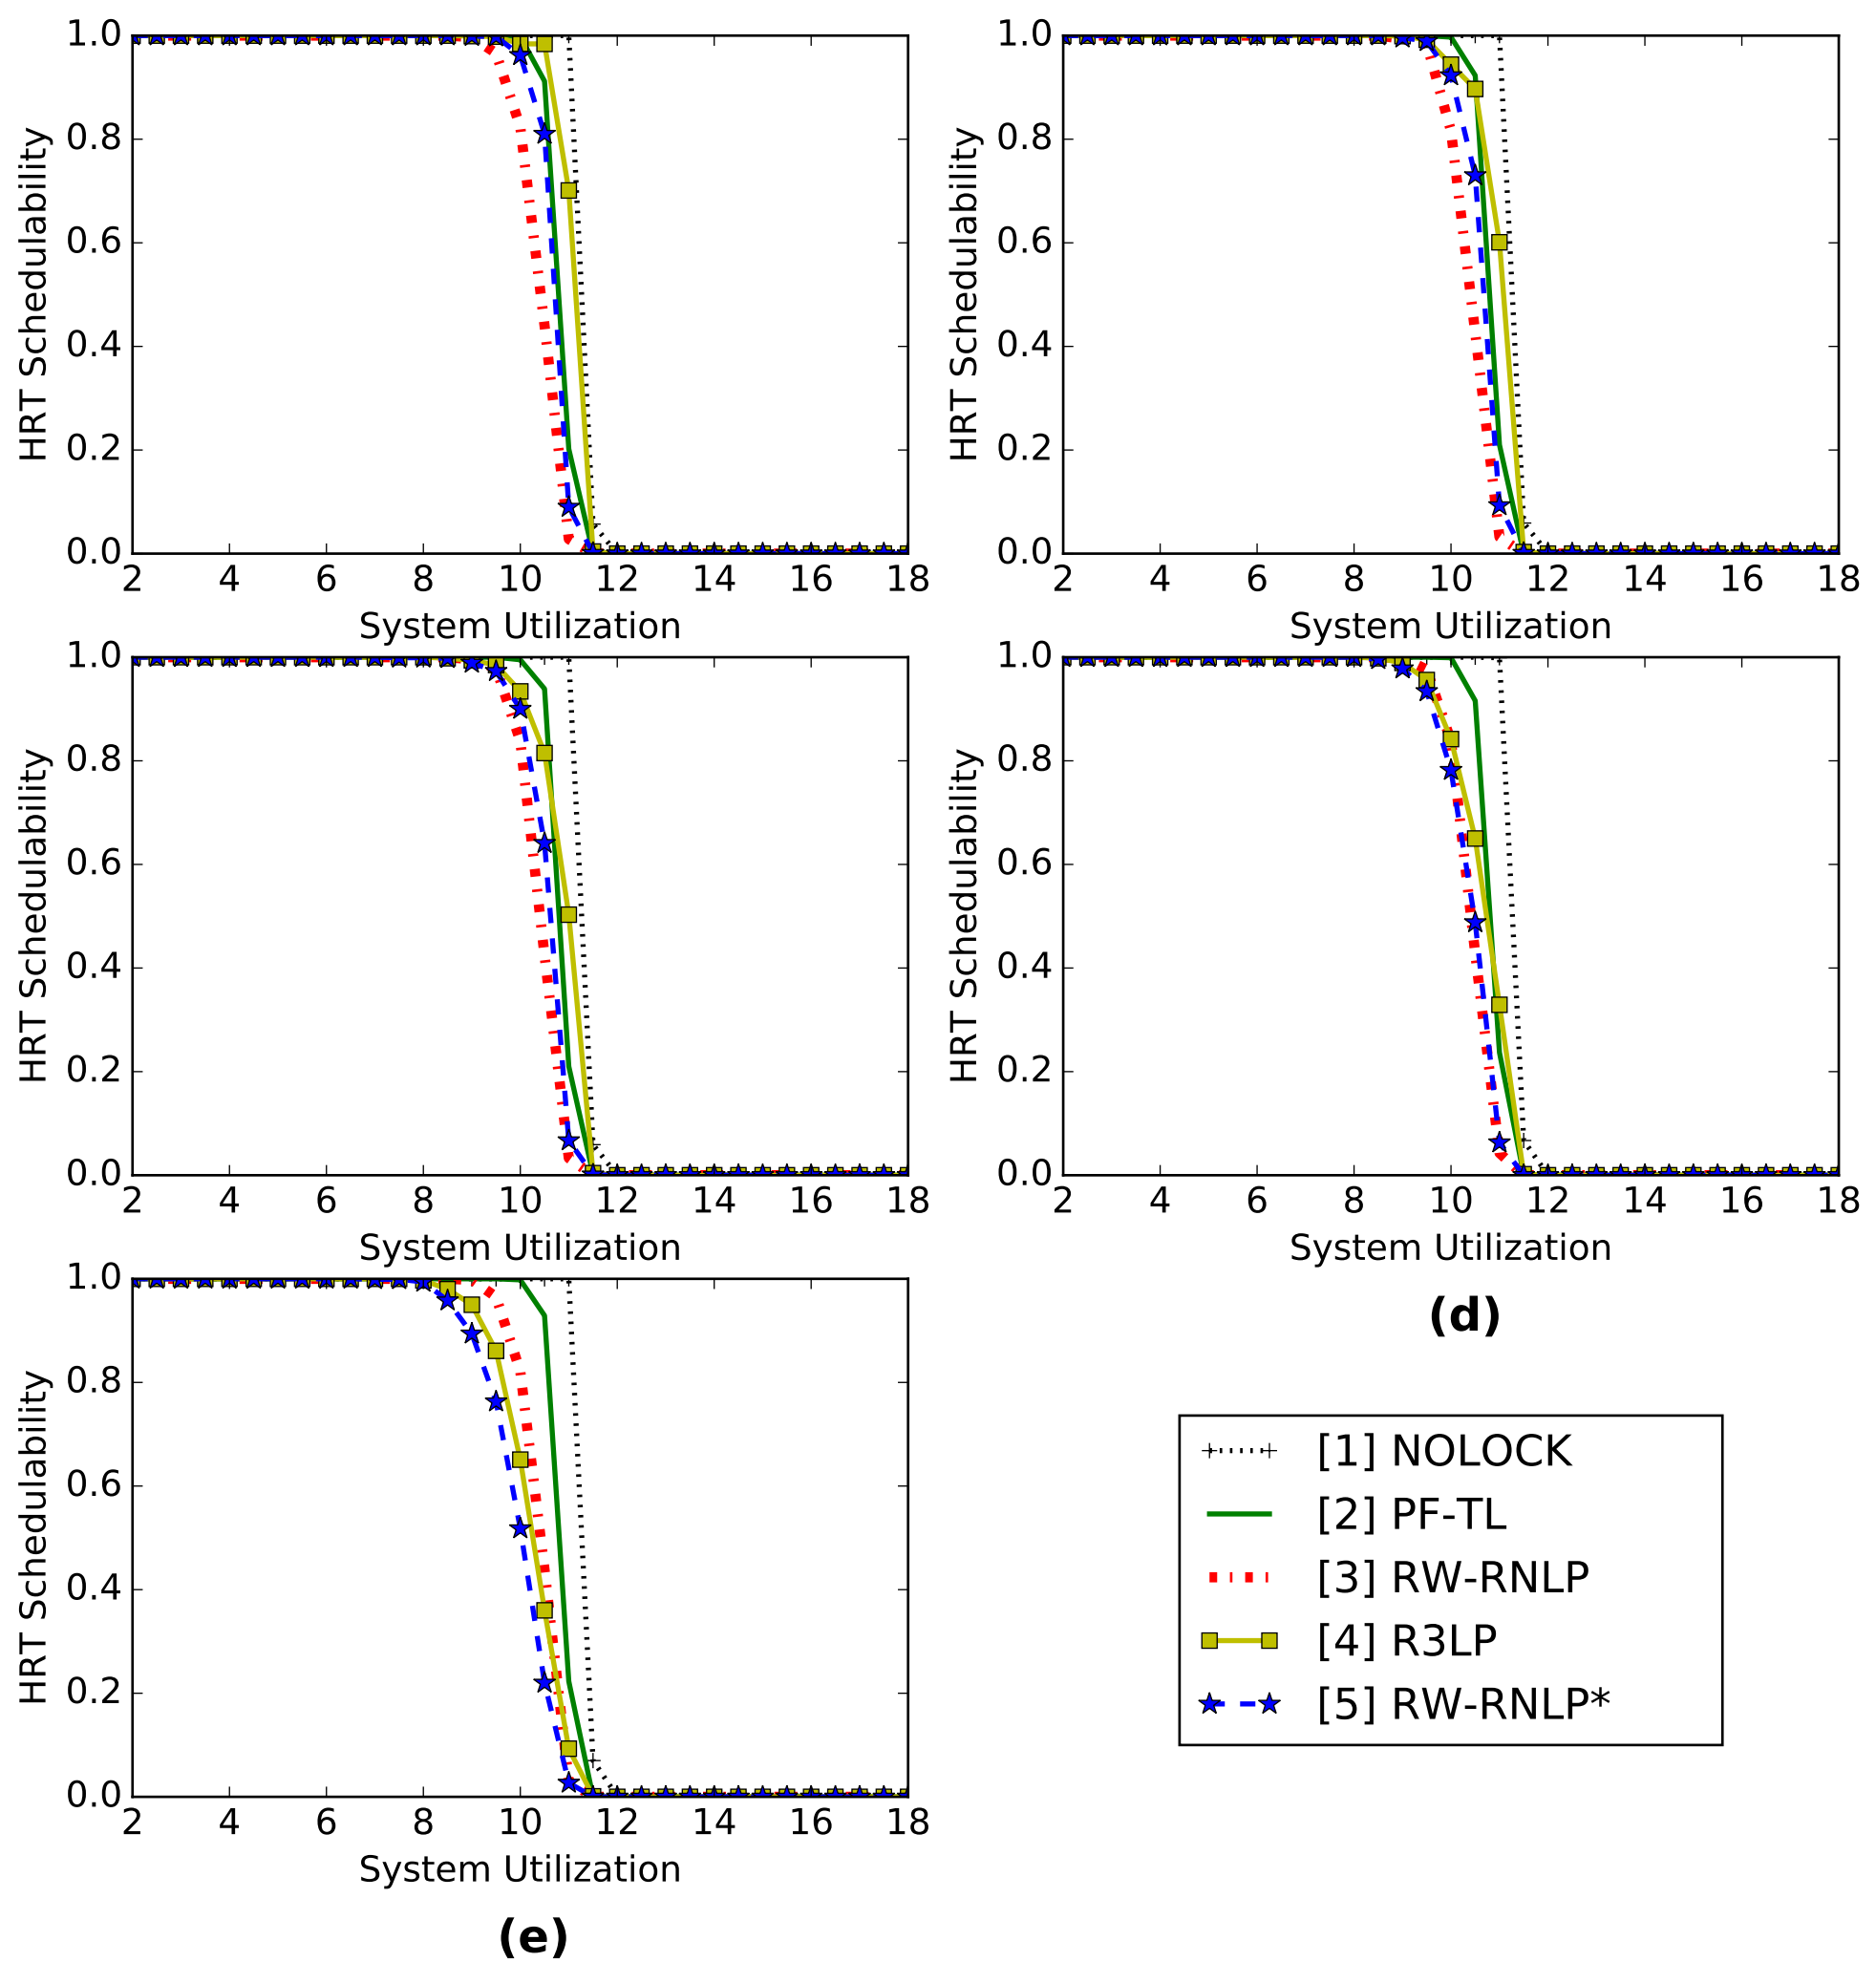 1.0
0.8
0.6
0.4
0.2
0.0
2 4 6 8 10 12 14 16 18
HRT Schedulability
System Utilization
1.0
0.8
0.6
0.4
0.2
0.0
2 4 6 8 10 12 14 16 18
HRT Schedulability
System Utilization
1.0
0.8
0.6
0.4
0.2
0.0
2 4 6 8 10 12 14 16 18
HRT Schedulability
System Utilization
1.0
0.8
0.6
0.4
0.2
0.0
2 4 6 8 10 12 14 16 18
HRT Schedulability
System Utilization
(d)
1.0
0.8
0.6
0.4
0.2
0.0
2 4 6 8 10 12 14 16 18
HRT Schedulability
System Utilization
(e)
[1] NOLOCK
[2] PF-TL
[3] RW-RNLP
[4] R3LP
[5] RW-RNLP*